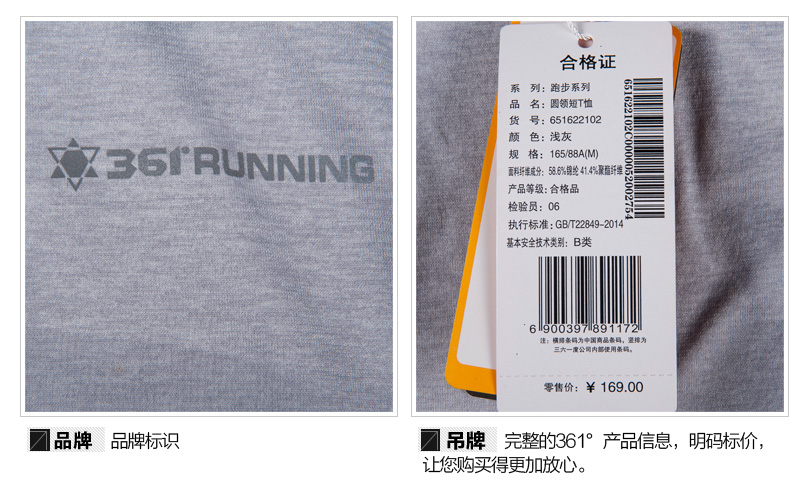 361°RUNNING
合格证
系 列：跑步系列
品 名：圆领短T恤
货 号：651622102
颜 色：浅灰
规 格：165/88A(M)
面料纤维成分：58.6%锦纶 41.4%聚酯纤维
产品等级：合格品
检验员：06
执行标准：GB/T22849-2014
基本安全技术类别：B类
651622102C0000052002754
6 900397 891172
注：横排条码为中国商品条码，竖排为
三六一度公司内部使用条码。
零售价：￥169.00
品牌 品牌标识
吊牌 完整的361°产品信息，明码标价，
让您购买得更加放心。